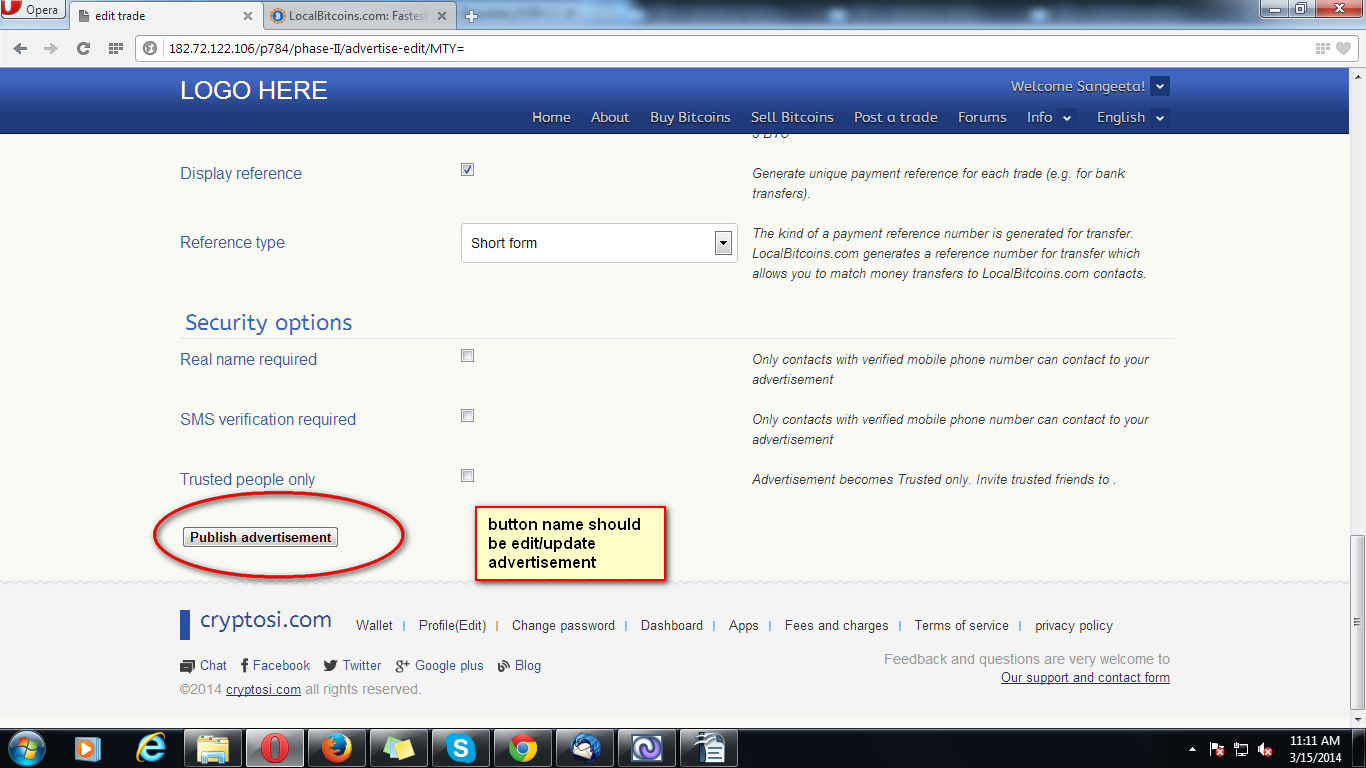 Opera
edit trade
LocalBitcoins.com: Fastest
182.72.122.106/p784/phase-II/advertise-edit/MTY=
LOGO HERE
Welcome Sangeeta!
Home About Buy Bitcoins Sell Bitcoins Post a trade Forums Info English
Display reference
Generate unique payment reference for each trade (e.g. for bank
transfers).
Reference type
Short form
The kind of a payment reference number is generated for transfer.
LocalBitcoins.com generates a reference number for transfer which
allows you to match money transfers to LocalBitcoins.com contacts.
Security options
Real name required
Only contacts with verified mobile phone number can contact to your
advertisement
SMS verification required
Only contacts with verified mobile phone number can contact to your
advertisement
Trusted people only
Advertisement becomes Trusted only. Invite trusted friends to .
Publish advertisement
button name should
be edit/update
advertisement
cryptosi.com
Wallet | Profile(Edit) | Change password | Dashboard | Apps | Fees and charges | Terms of service | privacy policy
Chat Facebook Twitter Google plus Blog
©2014 cryptosi.com all rights reserved.
Feedback and questions are very welcome to
Our support and contact form
11:11 AM
3/15/2014